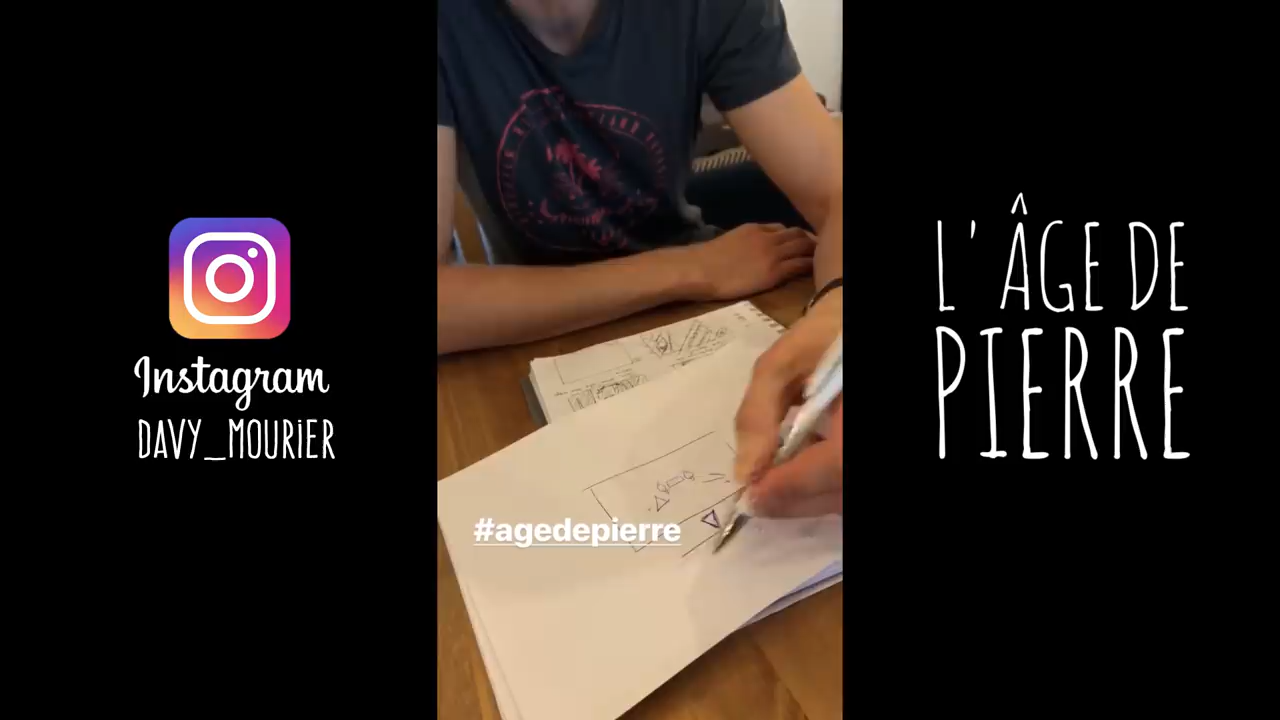 Instagram
DAVY_MOURIER
#agedepierre
L'ÂGE DE
PIERRE